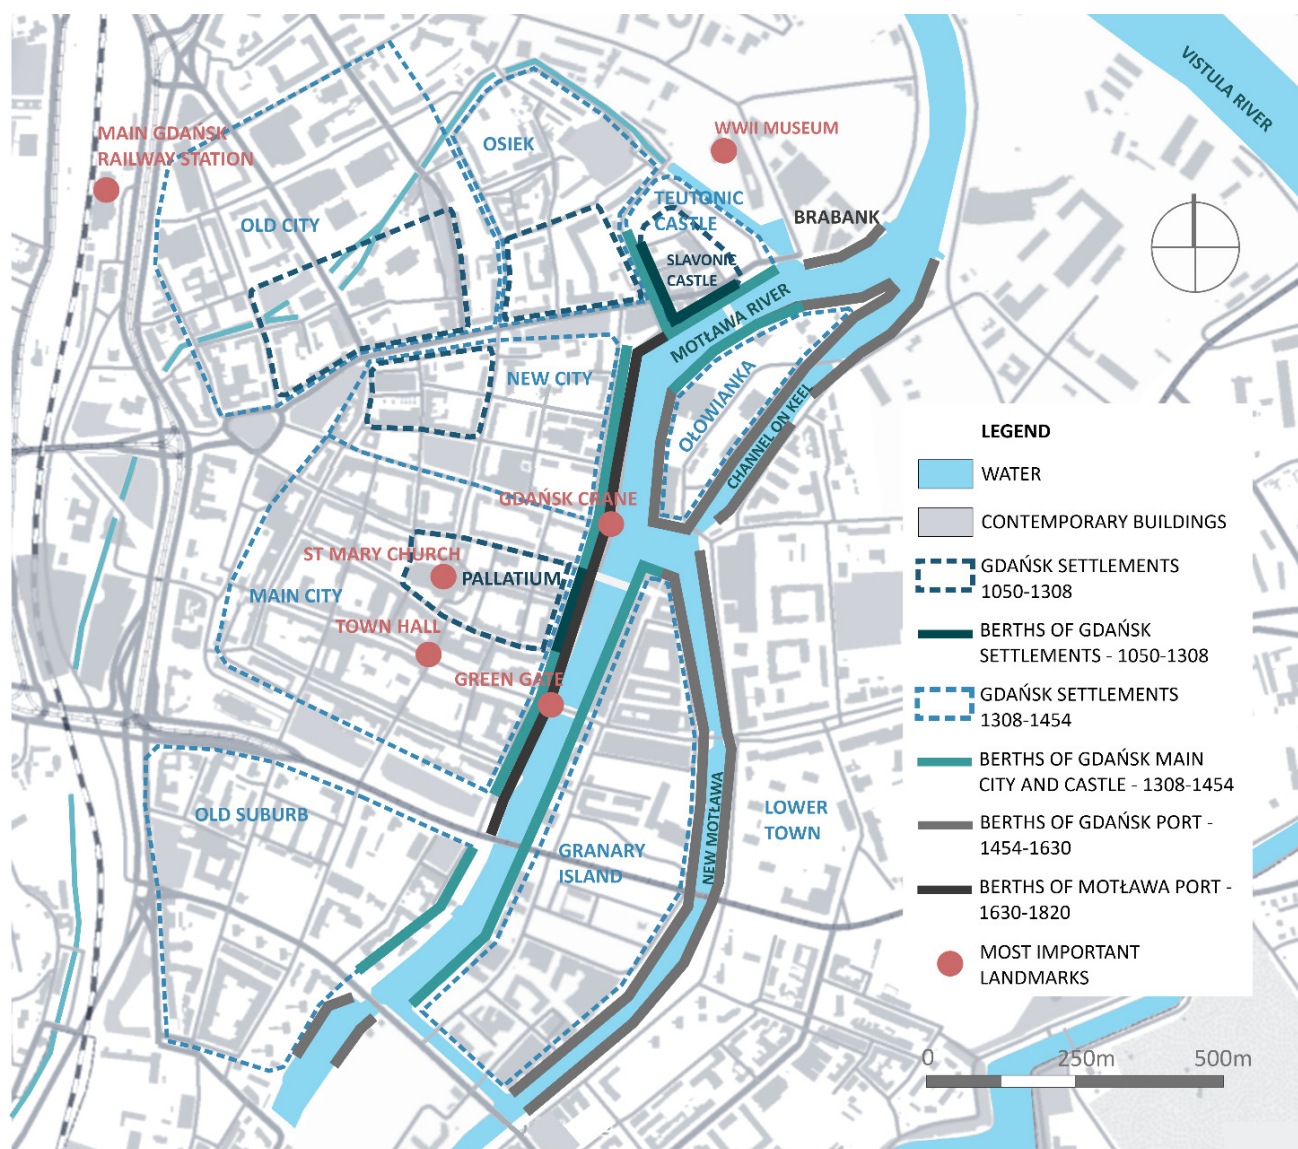 VISTULA RIVER
MAIN GDAŃSK
RAILWAY STATION
OSIEK
WWII MUSEUM
OLD CITY
TEUTONIC
CASTLE
BRABANK
SLAVONIC
CASTLE
MOTŁAWA RIVER
NEW CITY
OŁOWIANKA
CHANNEL ON KEEL
GDAŃSK CRANE
ST MARY CHURCH
PALLATIUM
MAIN CITY
TOWN HALL
GREEN GATE
OLD SUBURB
GRANARY
ISLAND
NEW MOTŁAWA
LOWER
TOWN
LEGEND
WATER
CONTEMPORARY BUILDINGS
GDAŃSK SETTLEMENTS
1050-1308
BERTHS OF GDAŃSK
SETTLEMENTS - 1050-1308
GDAŃSK SETTLEMENTS
1308-1454
BERTHS OF GDAŃSK MAIN
CITY AND CASTLE - 1308-1454
BERTHS OF GDAŃSK PORT -
1454-1630
BERTHS OF MOTŁAWA PORT -
1630-1820
MOST IMPORTANT
LANDMARKS
0 250m 500m